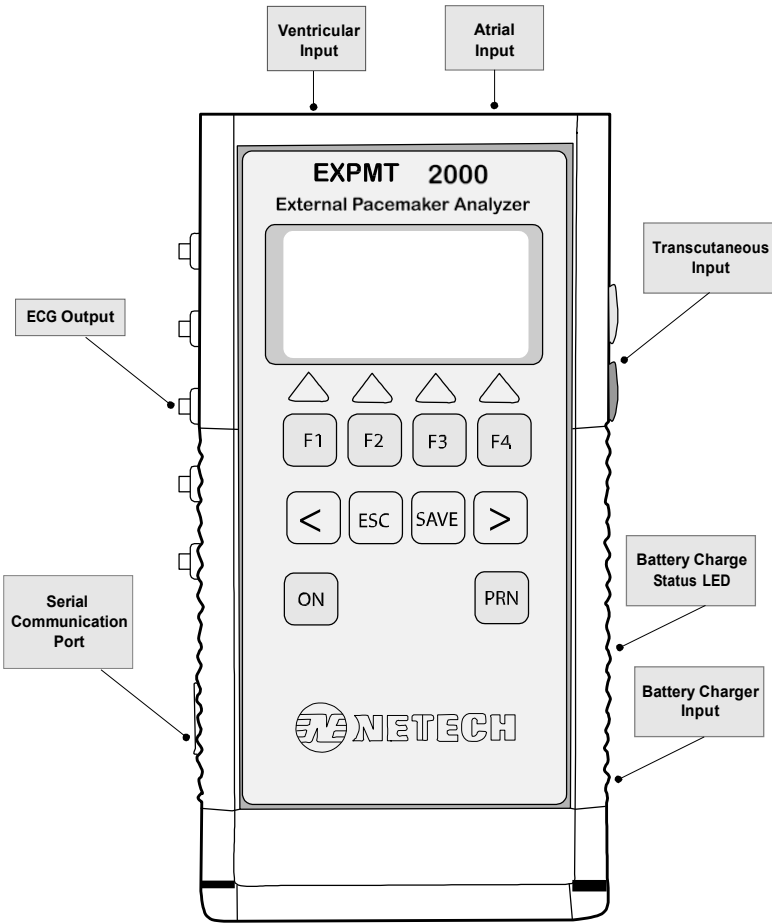 Ventricular
Input
Atrial
Input
EXPMT 2000
External Pacemaker Analyzer
Transcutaneous
Input
ECG Output
F1 F2 F3 F4
< ESC SAVE >
Battery Charge
Status LED
Serial
Communication
Port
ON PRN
Battery Charger
Input
N NETECH